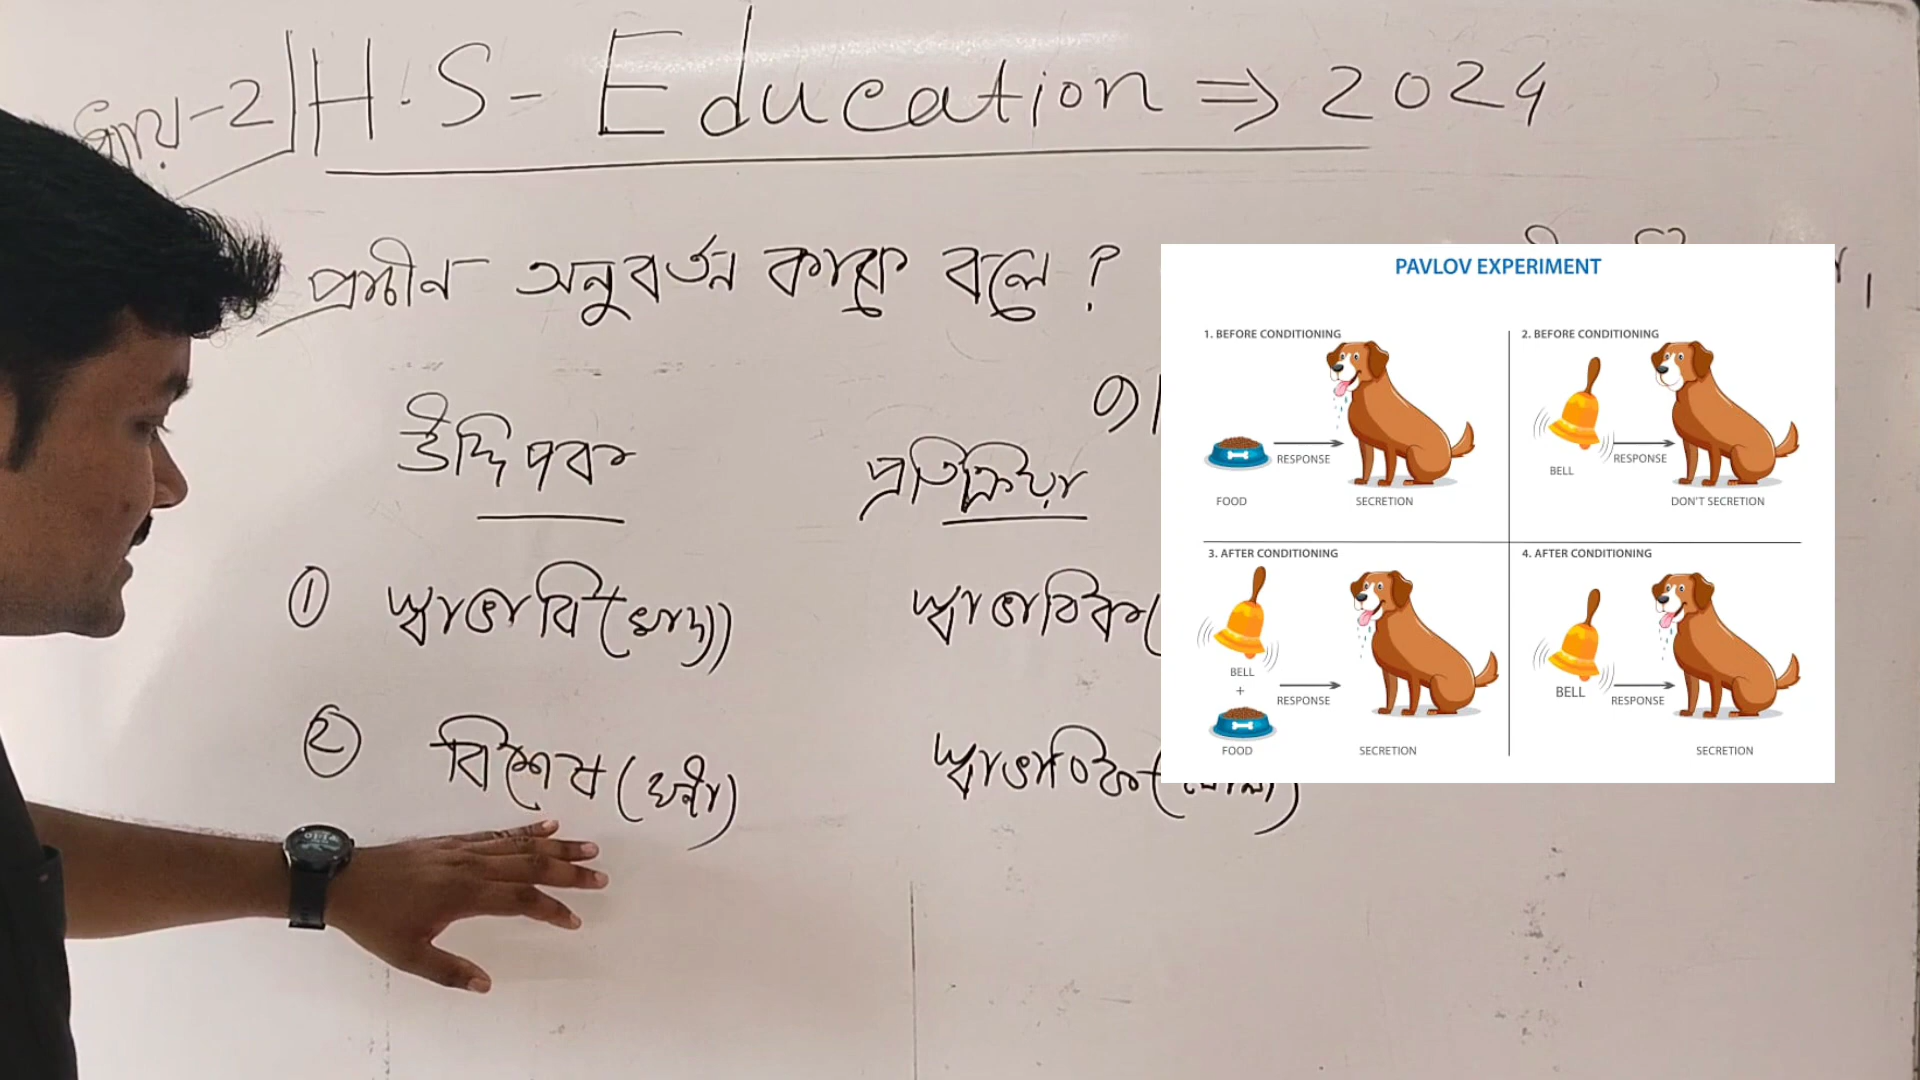 অধ্যায়-2 H.S- Education ⇒ 2024
প্রাচীন অনুবর্তন কাকে বলে ?
উদ্দিপক
প্রতিক্রিয়া
① স্বাভাবি (খাদ্য)
স্বাভাবিক (
② বিশেষ (ঘন্টা)
স্বাভাবিক (
PAVLOV EXPERIMENT
1. BEFORE CONDITIONING
FOOD
RESPONSE
SECRETION
2. BEFORE CONDITIONING
BELL
RESPONSE
DON'T SECRETION
3. AFTER CONDITIONING
BELL
+
FOOD
RESPONSE
SECRETION
4. AFTER CONDITIONING
BELL
RESPONSE
SECRETION